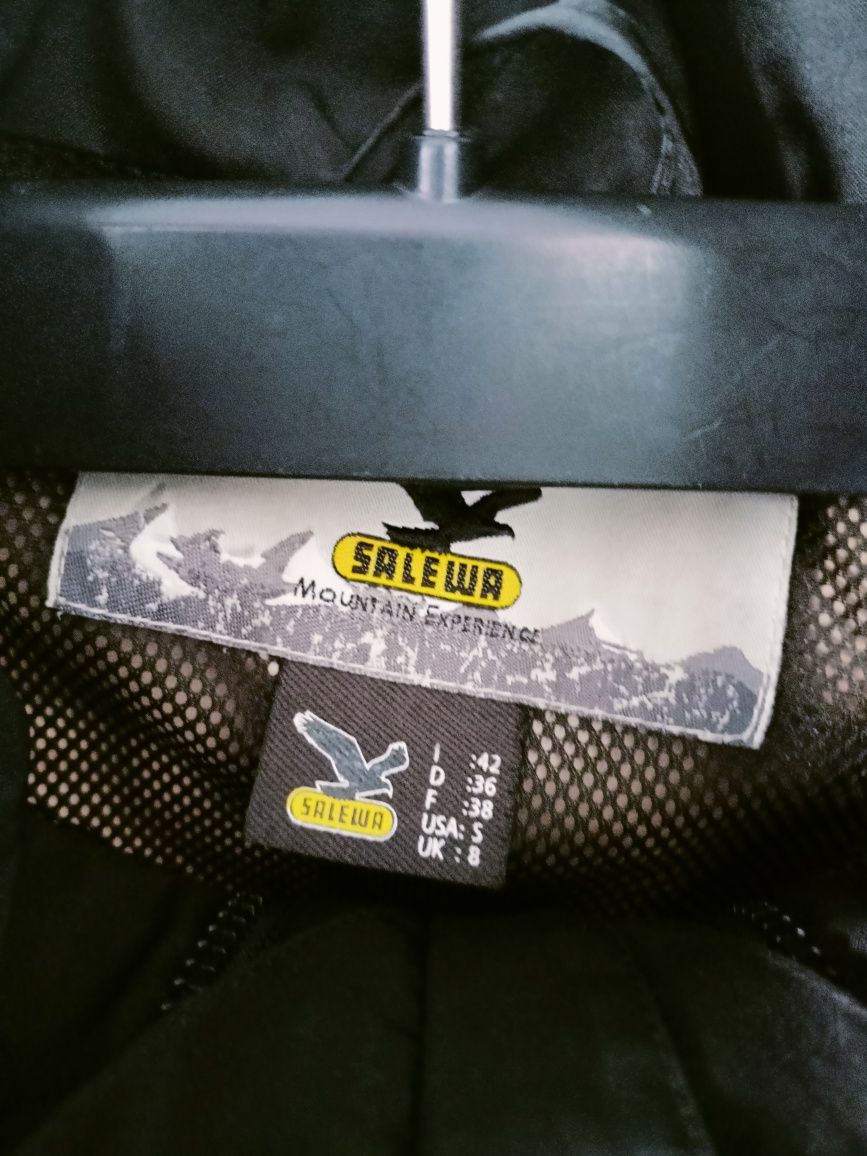 SALEWA
MOUNTAIN EXPERIENCE
SALEWA
I :42
D :36
F :38
USA: S
UK : 8